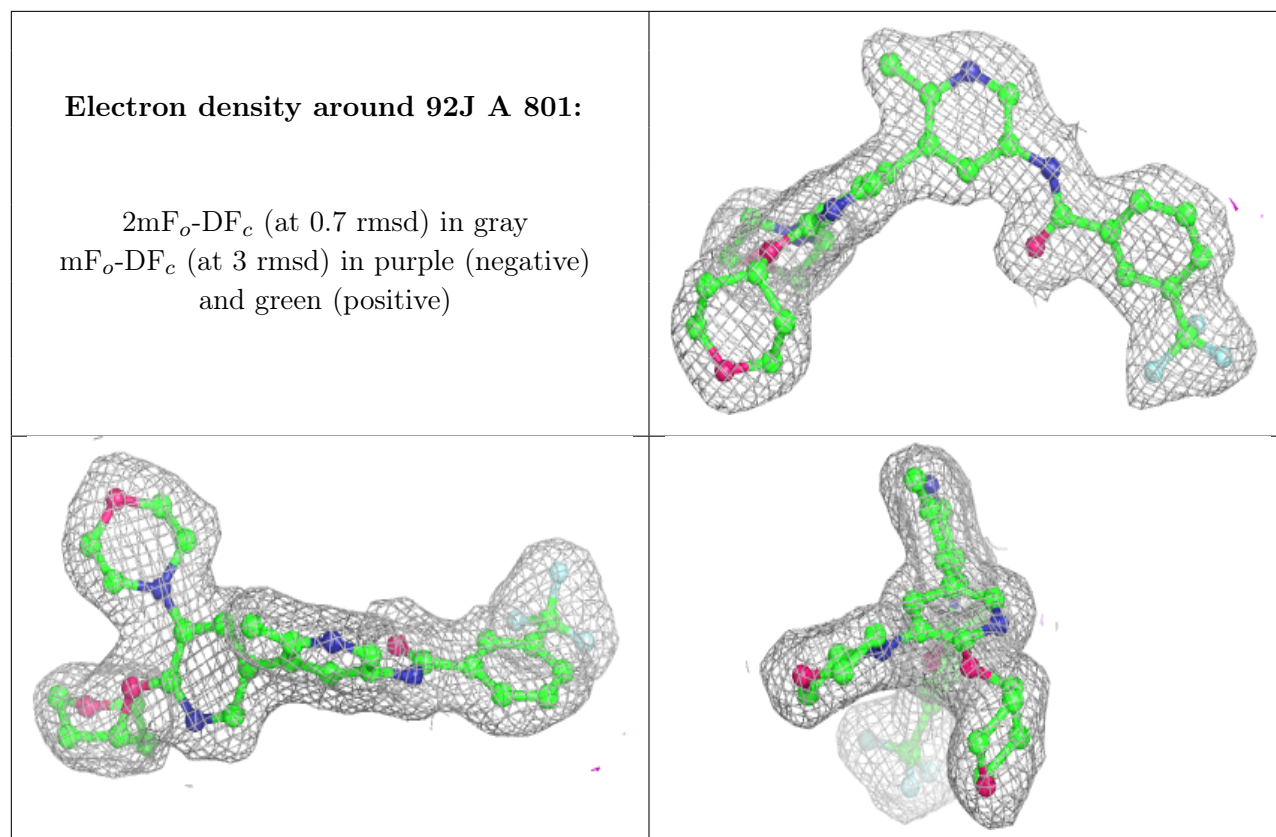 Electron density around 92J A 801:
2mFo-DFc (at 0.7 rmsd) in gray
mFo-DFc (at 3 rmsd) in purple (negative)
and green (positive)